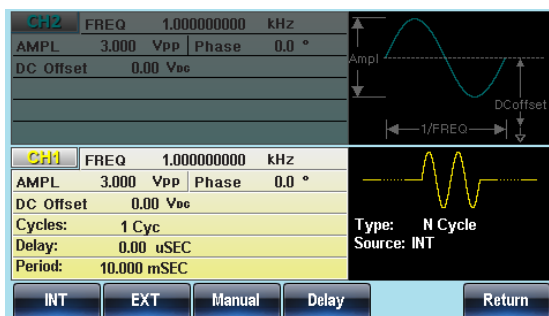 CH2 FREQ 1.000000000 kHz
AMPL 3.000 Vpp Phase 0.0 °
DC Offset 0.00 VDC
Ampl
DCoffset
1/FREQ
CH1 FREQ 1.000000000 kHz
AMPL 3.000 Vpp Phase 0.0 °
DC Offset 0.00 VDC
Cycles: 1 Cyc
Delay: 0.00 uSEC
Period: 10.000 mSEC
Type: N Cycle
Source: INT
INT EXT Manual Delay Return